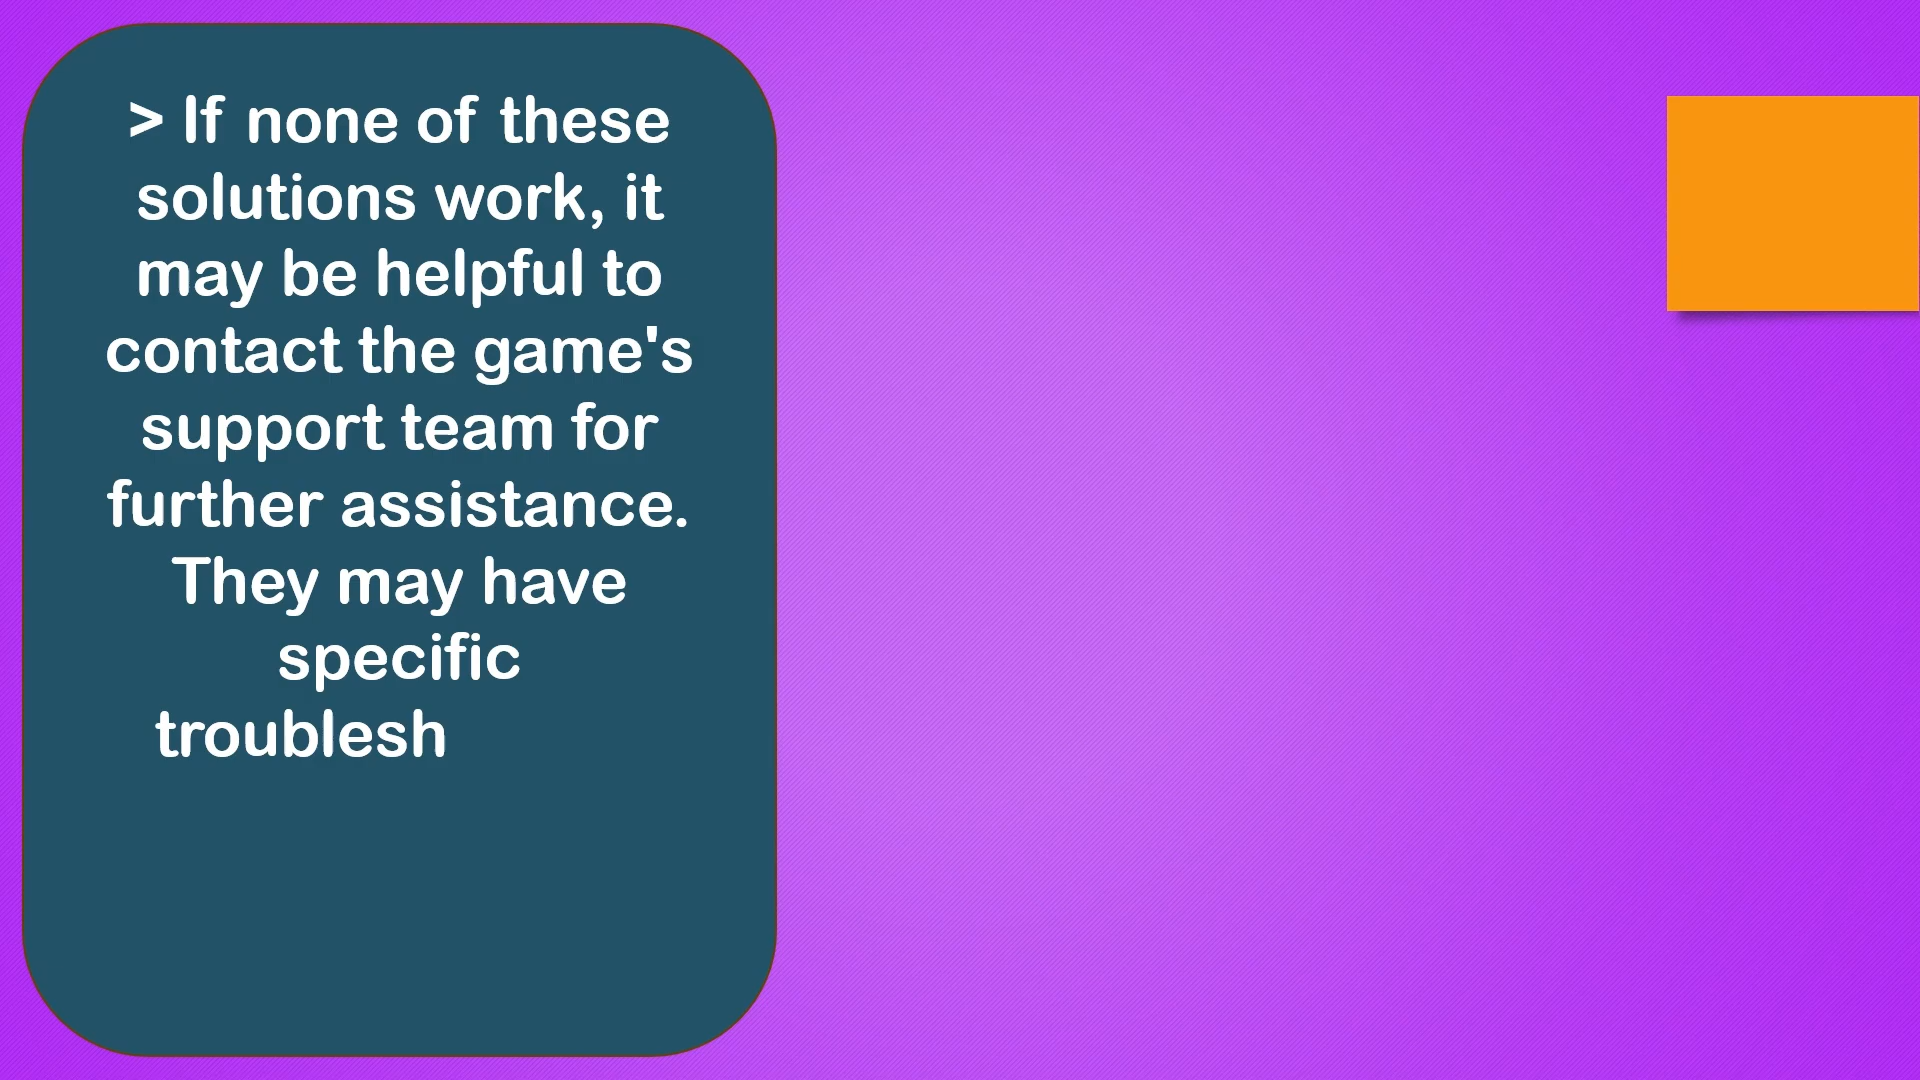 > If none of these
solutions work, it
may be helpful to
contact the game's
support team for
further assistance.
They may have
specific
troublesh